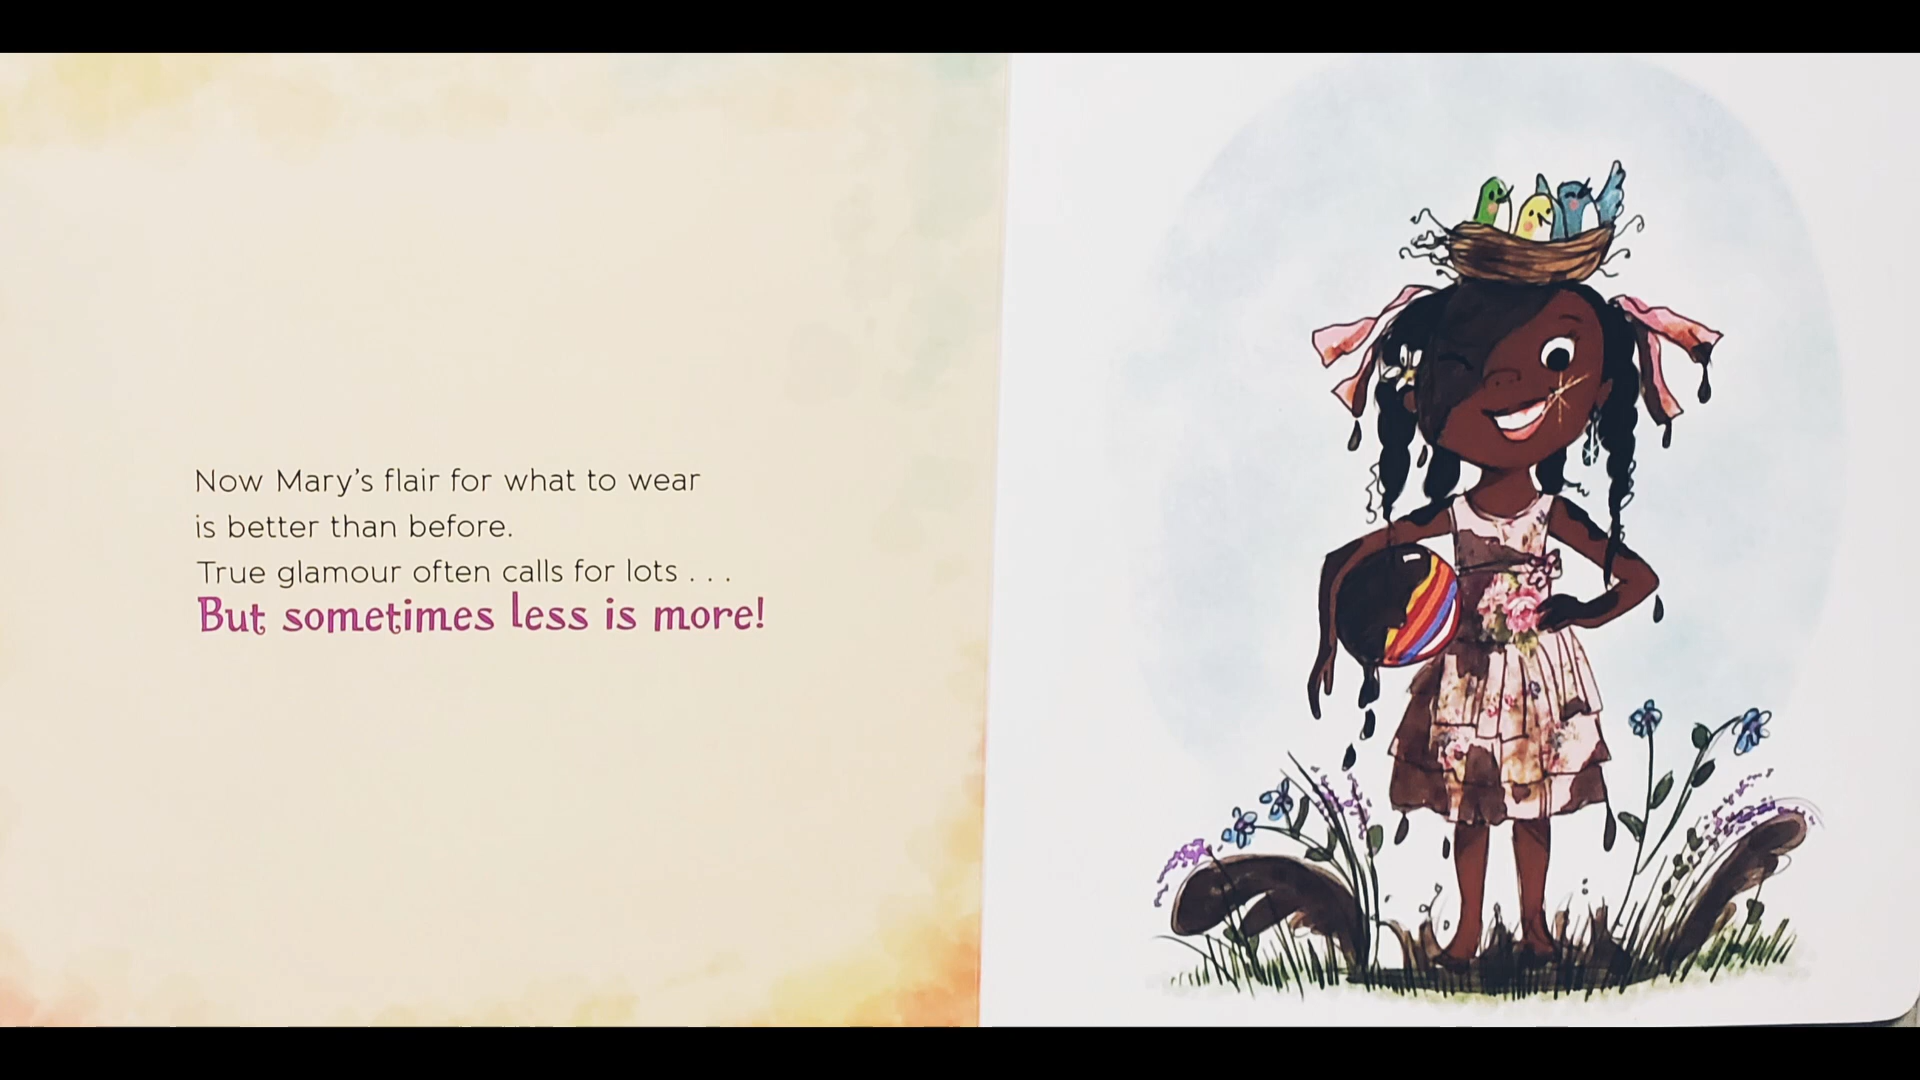 Now Mary’s flair for what to wear
is better than before.
True glamour often calls for lots . . .
But sometimes less is more!